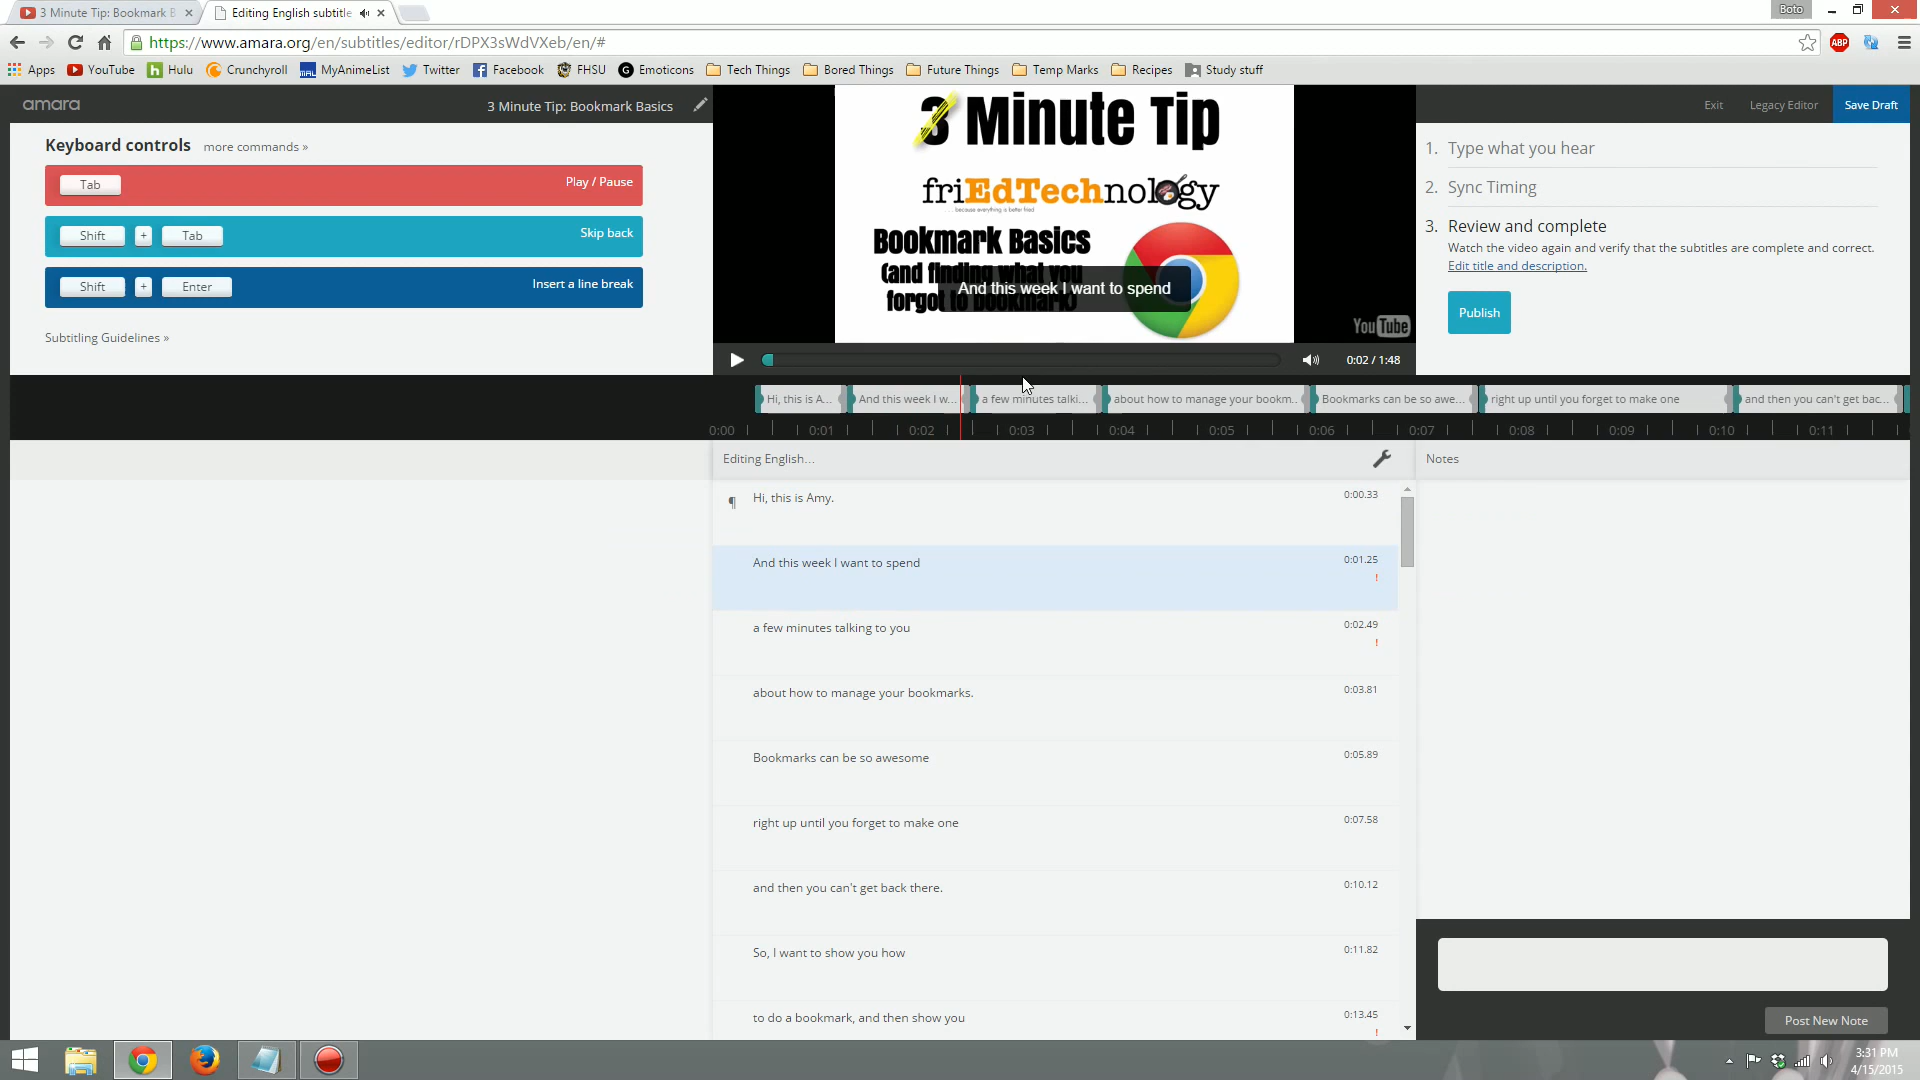 3 Minute Tip: Bookmark B
Editing English subtitle
Boto
https://www.amara.org/en/subtitles/editor/rDPX3sWdVXeb/en/#
ABP
Apps
YouTube
Hulu
Crunchyroll
MyAnimeList
Twitter
Facebook
FHSU
Emoticons
Tech Things
Bored Things
Future Things
Temp Marks
Recipes
Study stuff
amara
3 Minute Tip: Bookmark Basics
Exit
Legacy Editor
Save Draft
Keyboard controls
more commands »
Tab
Play / Pause
Shift + Tab
Skip back
Shift + Enter
Insert a line break
Subtitling Guidelines »
3 Minute Tip
friEdTechnology
. . . because everything is better fried
Bookmark Basics
(and finding what you
forgot to bookmark)
And this week I want to spend
YouTube
0:02 / 1:48
1. Type what you hear
2. Sync Timing
3. Review and complete
Watch the video again and verify that the subtitles are complete and correct.
Edit title and description.
Publish
Hi, this is A...
And this week I w...
a few minutes talki...
about how to manage your bookm..
Bookmarks can be so awe...
right up until you forget to make one
and then you can't get bac...
0:00 0:01 0:02 0:03 0:04 0:05 0:06 0:07 0:08 0:09 0:10 0:11
Editing English...
Notes
¶ Hi, this is Amy. 0:00.33
And this week I want to spend 0:01.25
!
a few minutes talking to you 0:02.49
!
about how to manage your bookmarks. 0:03.81
Bookmarks can be so awesome 0:05.89
right up until you forget to make one 0:07.58
and then you can't get back there. 0:10.12
So, I want to show you how 0:11.82
to do a bookmark, and then show you 0:13.45
!
Post New Note
3:31 PM
4/15/2015